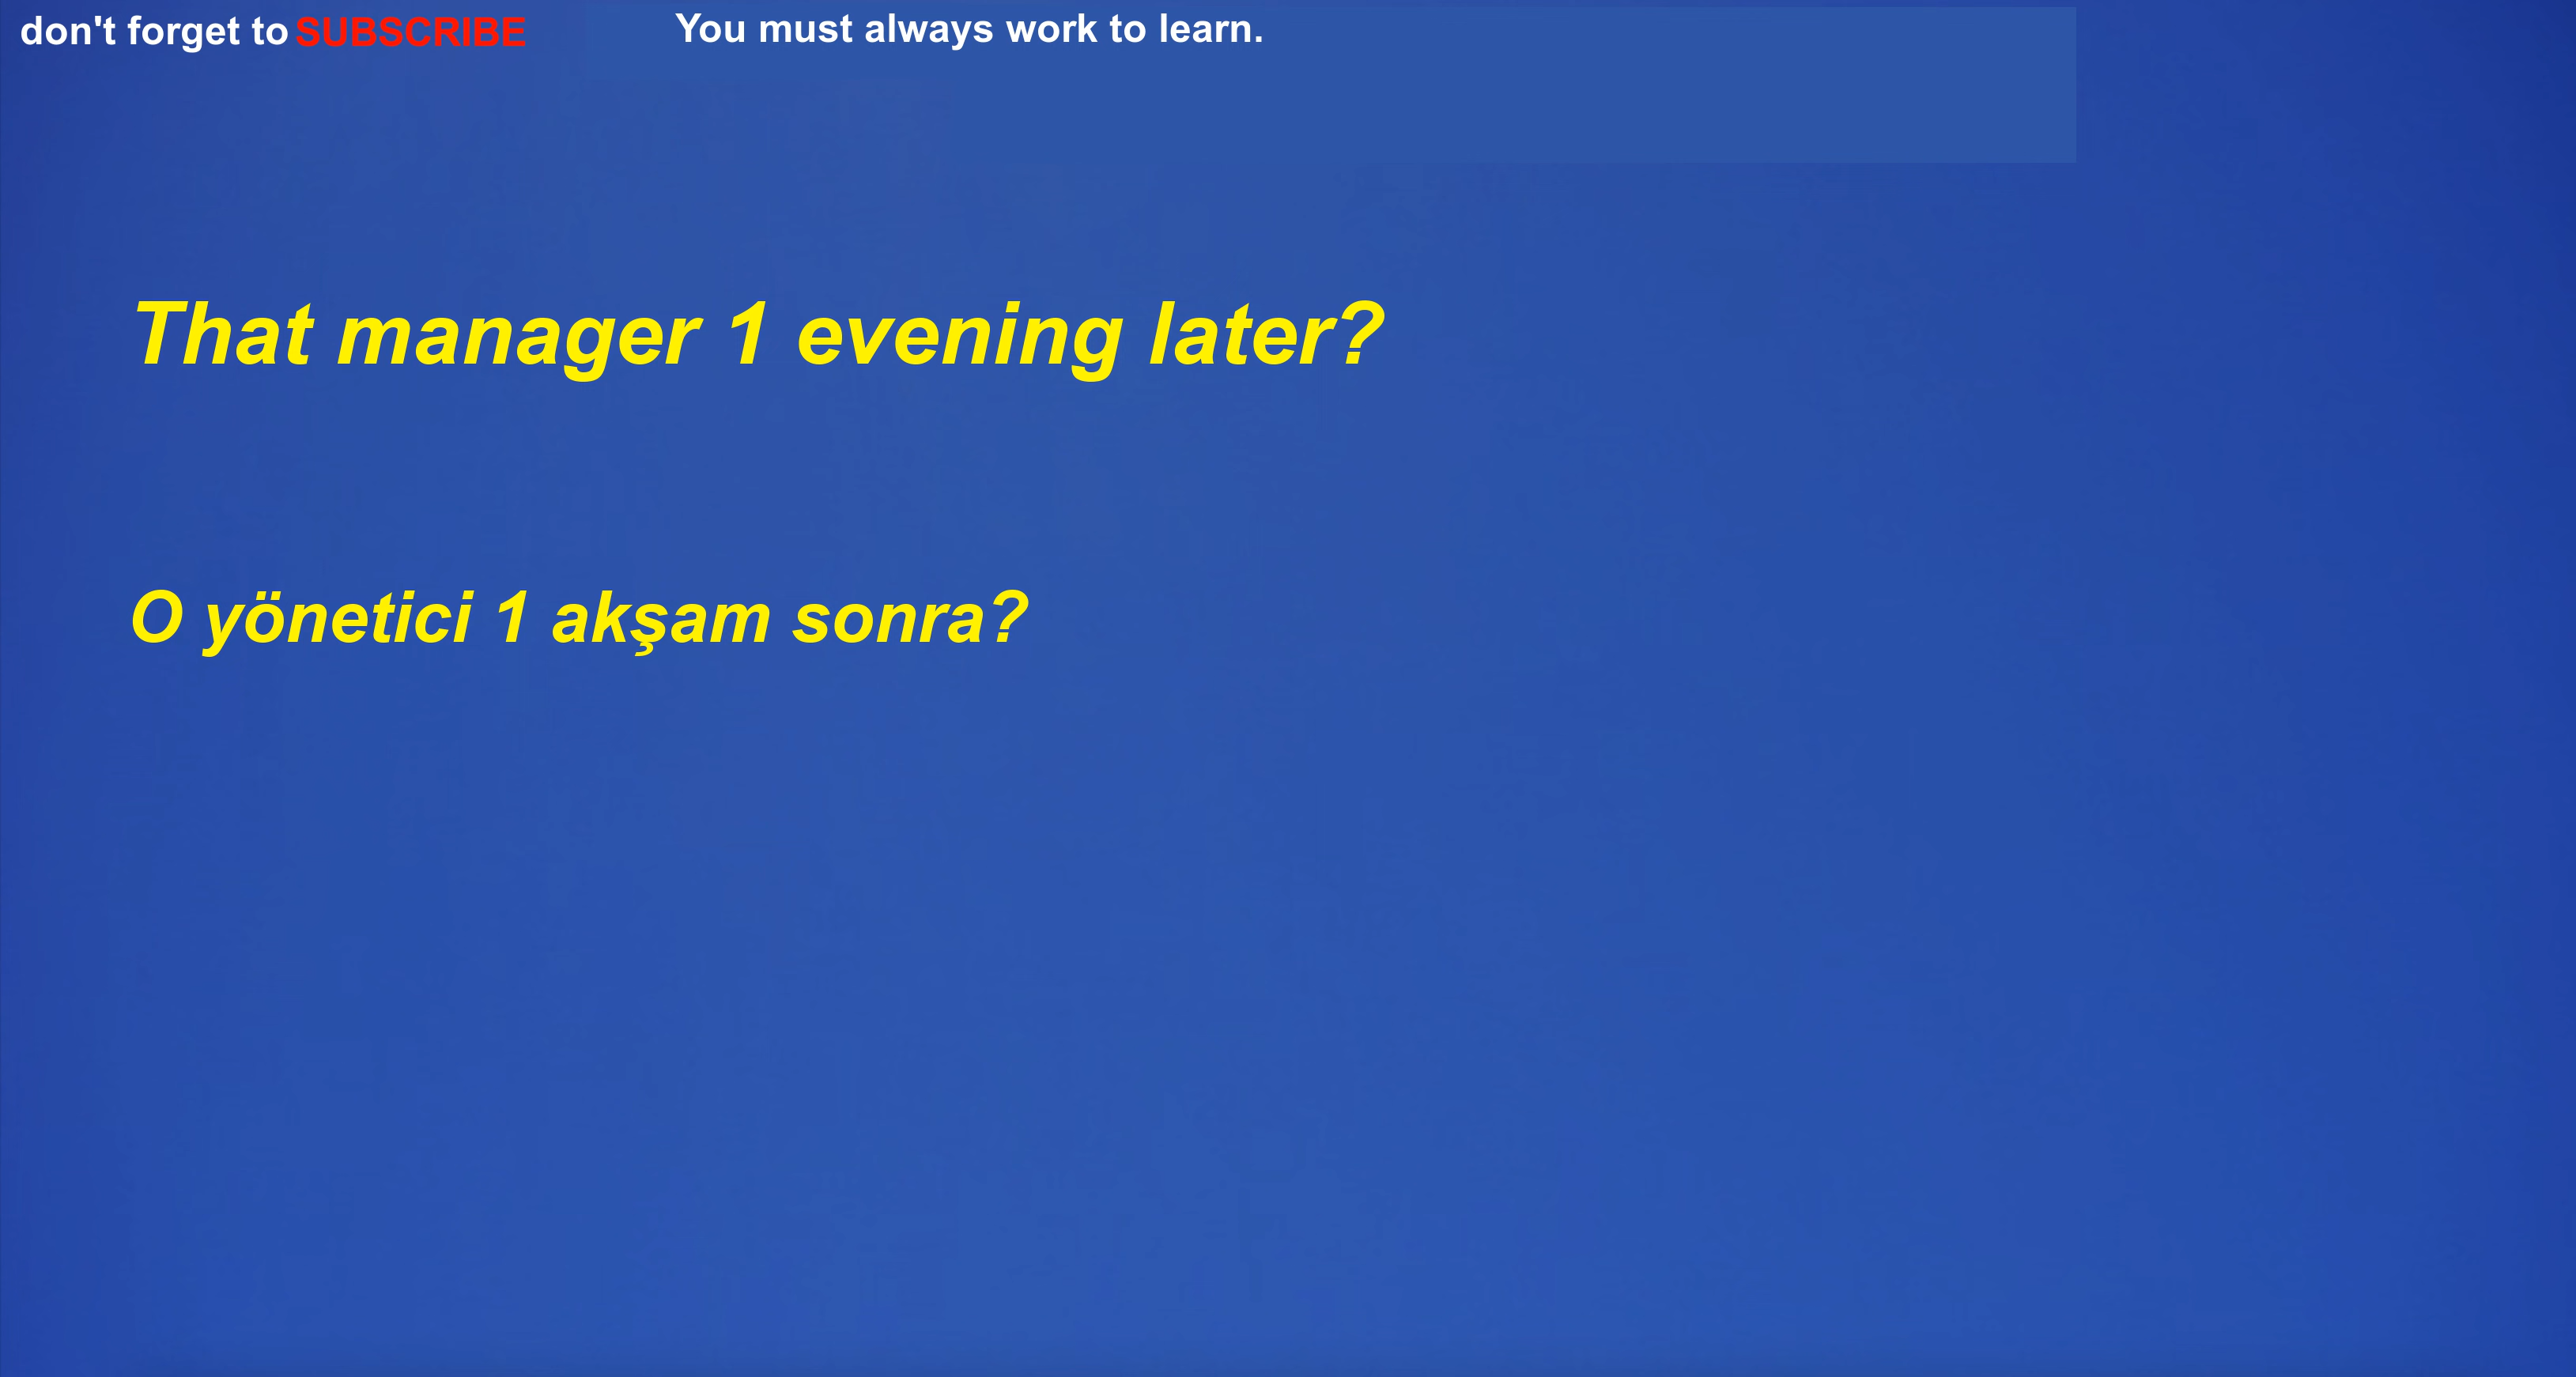 don't forget to SUBSCRIBE You must always work to learn.
That manager 1 evening later?
O yönetici 1 akşam sonra?